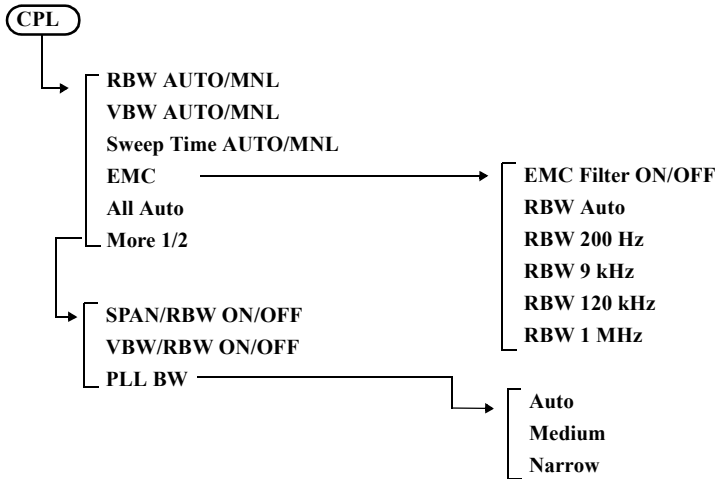 CPL
RBW AUTO/MNL
VBW AUTO/MNL
Sweep Time AUTO/MNL
EMC
All Auto
More 1/2
EMC Filter ON/OFF
RBW Auto
RBW 200 Hz
RBW 9 kHz
RBW 120 kHz
RBW 1 MHz
SPAN/RBW ON/OFF
VBW/RBW ON/OFF
PLL BW
Auto
Medium
Narrow